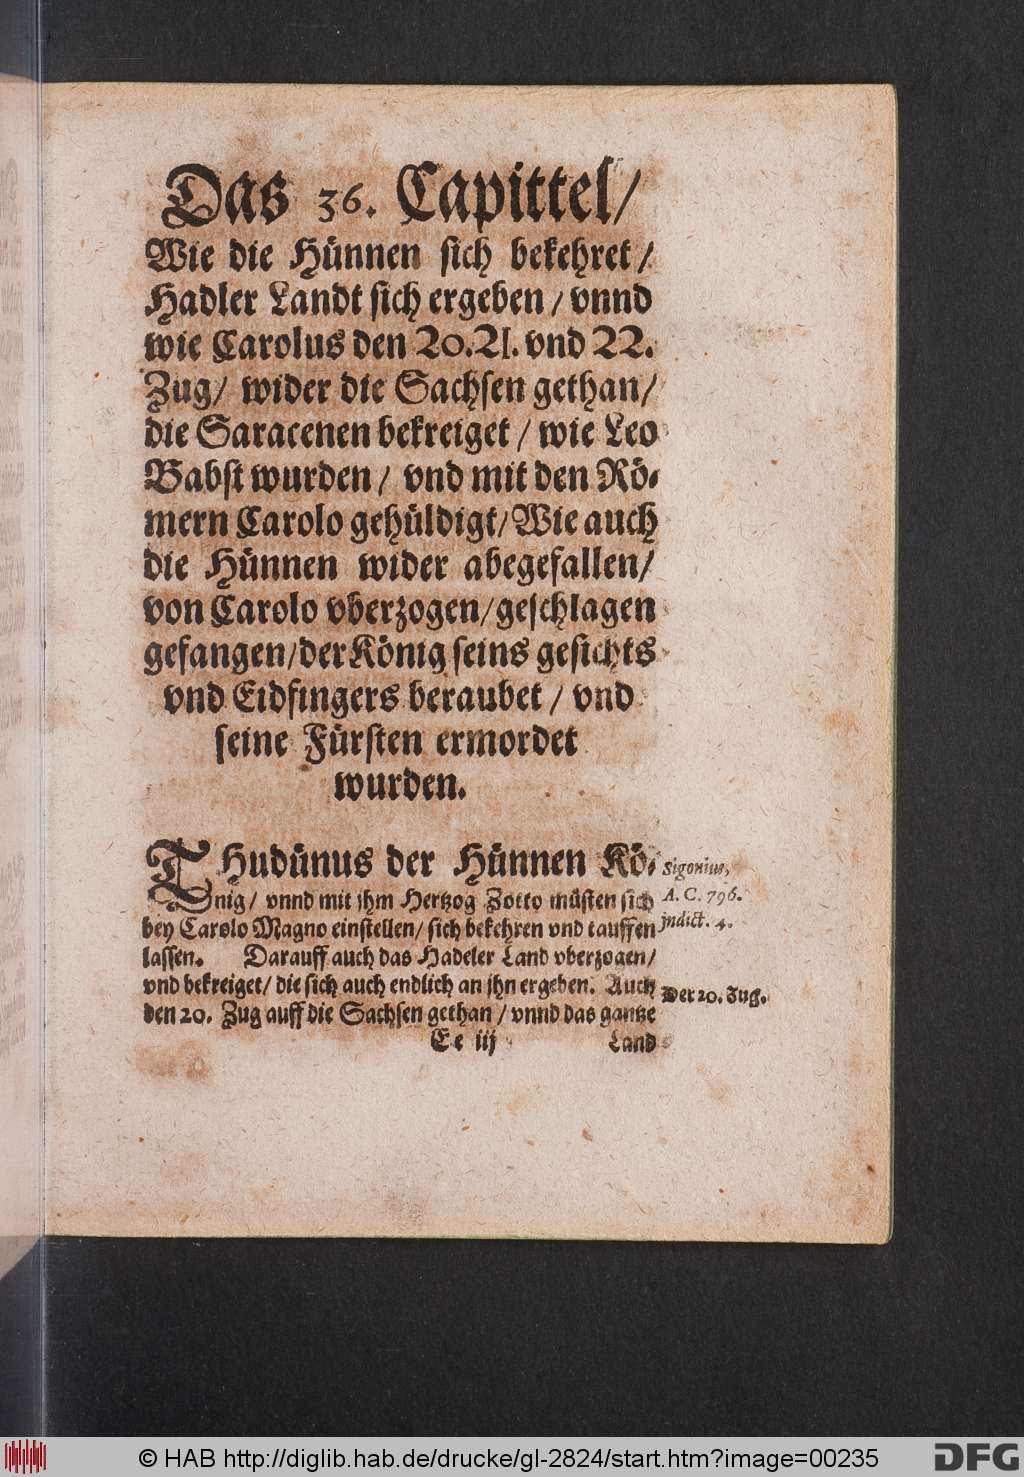 Das 36. Capittel/
Wie die Hünnen sich bekehret/
Hadler Landt sich ergeben/ vnnd
wie Carolus den 20. 21. vnd 22.
Zug/ wider die Sachsen gethan/
die Saracenen bekreiget/ wie Leo
Babst wurden/ vnd mit den Rö-
mern Carolo gehüldigt/ Wie auch
die Hünnen wider abegefallen/
von Carolo vberzogen/ geschlagen
gefangen/ der König seins gesichts
vnd Eidfingers beraubet/ vnd
seine Fürsten ermordet
wurden.
THudünus der Hünnen Kö-
nig/ vnnd mit jhm Hertzog Zotto müsten sich
bey Carolo Magno einstellen/ sich bekehren vnd tauffen
lassen. Darauff auch das Hadeler Land vberzogen/
vnd bekreiget/ die sich auch endlich an jhn ergeben. Auch
den 20. Zug auff die Sachsen gethan/ vnnd das gantze
Sigonius,
A. C. 796.
jndict. 4.
Der 20. Zug.
Ee iij
Land
© HAB http://diglib.hab.de/drucke/gl-2824/start.htm?image=00235
DFG